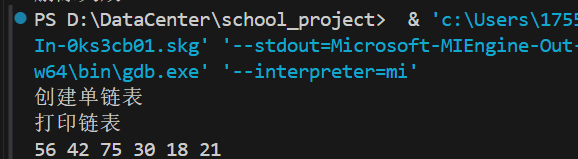 PS D:\DataCenter\school_project>  & 'c:\Users\1755
In-0ks3cb01.skg' '--stdout=Microsoft-MIEngine-Out-
w64\bin\gdb.exe' '--interpreter=mi'
创建单链表
打印链表
56 42 75 30 18 21